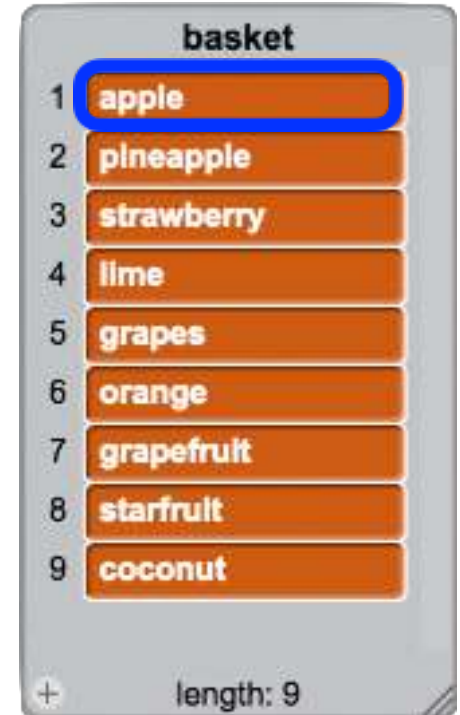 basket
1 apple
2 pineapple
3 strawberry
4 lime
5 grapes
6 orange
7 grapefruit
8 starfruit
9 coconut
+ length: 9